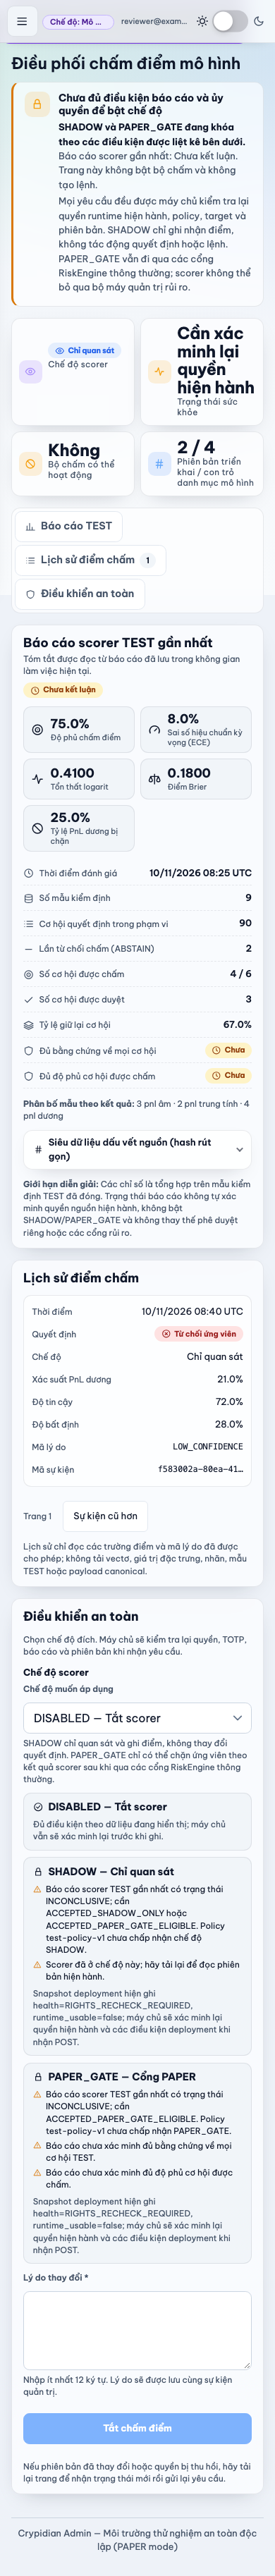 Chế độ: Mô ...
reviewer@exam...
Điều phối chấm điểm mô hình
Chưa đủ điều kiện báo cáo và ủy
quyền để bật chế độ
SHADOW và PAPER_GATE đang khóa
theo các điều kiện được liệt kê bên dưới.
Báo cáo scorer gần nhất: Chưa kết luận.
Trang này không bật bộ chấm và không
tạo lệnh.
Mọi yêu cầu đều được máy chủ kiểm tra lại
quyền runtime hiện hành, policy, target và
phiên bản. SHADOW chỉ ghi nhận điểm,
không tác động quyết định hoặc lệnh.
PAPER_GATE vẫn đi qua các cổng
RiskEngine thông thường; scorer không thể
bỏ qua bộ máy quản trị rủi ro.
Chỉ quan sát
Chế độ scorer
Cần xác
minh lại
quyền
hiện hành
Trạng thái sức
khỏe
Không
Bộ chấm có thể
hoạt động
2 / 4
Phiên bản triển
khai / con trỏ
danh mục mô hình
Báo cáo TEST
Lịch sử điểm chấm 1
Điều khiển an toàn
Báo cáo scorer TEST gần nhất
Tóm tắt được đọc từ báo cáo đã lưu trong không gian
làm việc hiện tại.
Chưa kết luận
75.0%
Độ phủ chấm điểm
8.0%
Sai số hiệu chuẩn kỳ
vọng (ECE)
0.4100
Tổn thất logarit
0.1800
Điểm Brier
25.0%
Tỷ lệ PnL dương bị
chặn
Thời điểm đánh giá 10/11/2026 08:25 UTC
Số mẫu kiểm định 9
Cơ hội quyết định trong phạm vi 90
Lần từ chối chấm (ABSTAIN) 2
Số cơ hội được chấm 4 / 6
Số cơ hội được duyệt 3
Tỷ lệ giữ lại cơ hội 67.0%
Đủ bằng chứng về mọi cơ hội Chưa
Đủ độ phủ cơ hội được chấm Chưa
Phân bố mẫu theo kết quả: 3 pnl âm · 2 pnl trung tính · 4
pnl dương
Siêu dữ liệu dấu vết nguồn (hash rút
gọn)
Giới hạn diễn giải: Các chỉ số là tổng hợp trên mẫu kiểm
định TEST đã đóng. Trạng thái báo cáo không tự xác
minh quyền nguồn hiện hành, không bật
SHADOW/PAPER_GATE và không thay thế phê duyệt
riêng hoặc các cổng rủi ro.
Lịch sử điểm chấm
Thời điểm 10/11/2026 08:40 UTC
Quyết định Từ chối ứng viên
Chế độ Chỉ quan sát
Xác suất PnL dương 21.0%
Độ tin cậy 72.0%
Độ bất định 28.0%
Mã lý do LOW_CONFIDENCE
Mã sự kiện f583002a–80ea–41…
Trang 1 Sự kiện cũ hơn
Lịch sử chỉ đọc các trường điểm và mã lý do đã được
cho phép; không tải vectơ, giá trị đặc trưng, nhãn, mẫu
TEST hoặc payload canonical.
Điều khiển an toàn
Chọn chế độ đích. Máy chủ sẽ kiểm tra lại quyền, TOTP,
báo cáo và phiên bản khi nhận yêu cầu.
Chế độ scorer
Chế độ muốn áp dụng
DISABLED — Tắt scorer
SHADOW chỉ quan sát và ghi điểm, không thay đổi
quyết định. PAPER_GATE chỉ có thể chặn ứng viên theo
kết quả scorer sau khi qua các cổng RiskEngine thông
thường.
DISABLED — Tắt scorer
Đủ điều kiện theo dữ liệu đang hiển thị; máy chủ
vẫn sẽ xác minh lại trước khi ghi.
SHADOW — Chỉ quan sát
Báo cáo scorer TEST gần nhất có trạng thái
INCONCLUSIVE; cần
ACCEPTED_SHADOW_ONLY hoặc
ACCEPTED_PAPER_GATE_ELIGIBLE. Policy
test-policy-v1 chưa chấp nhận chế độ
SHADOW.
Scorer đã ở chế độ này; hãy tải lại để đọc phiên
bản hiện hành.
Snapshot deployment hiện ghi
health=RIGHTS_RECHECK_REQUIRED,
runtime_usable=false; máy chủ sẽ xác minh lại
quyền hiện hành và các điều kiện deployment khi
nhận POST.
PAPER_GATE — Cổng PAPER
Báo cáo scorer TEST gần nhất có trạng thái
INCONCLUSIVE; cần
ACCEPTED_PAPER_GATE_ELIGIBLE. Policy
test-policy-v1 chưa chấp nhận PAPER_GATE.
Báo cáo chưa xác minh đủ bằng chứng về mọi
cơ hội TEST.
Báo cáo chưa xác minh đủ độ phủ cơ hội được
chấm.
Snapshot deployment hiện ghi
health=RIGHTS_RECHECK_REQUIRED,
runtime_usable=false; máy chủ sẽ xác minh lại
quyền hiện hành và các điều kiện deployment khi
nhận POST.
Lý do thay đổi *
Nhập ít nhất 12 ký tự. Lý do sẽ được lưu cùng sự kiện
quản trị.
Tắt chấm điểm
Nếu phiên bản đã thay đổi hoặc quyền bị thu hồi, hãy tải
lại trang để nhận trạng thái mới rồi gửi lại yêu cầu.
Crypidian Admin — Môi trường thử nghiệm an toàn độc
lập (PAPER mode)